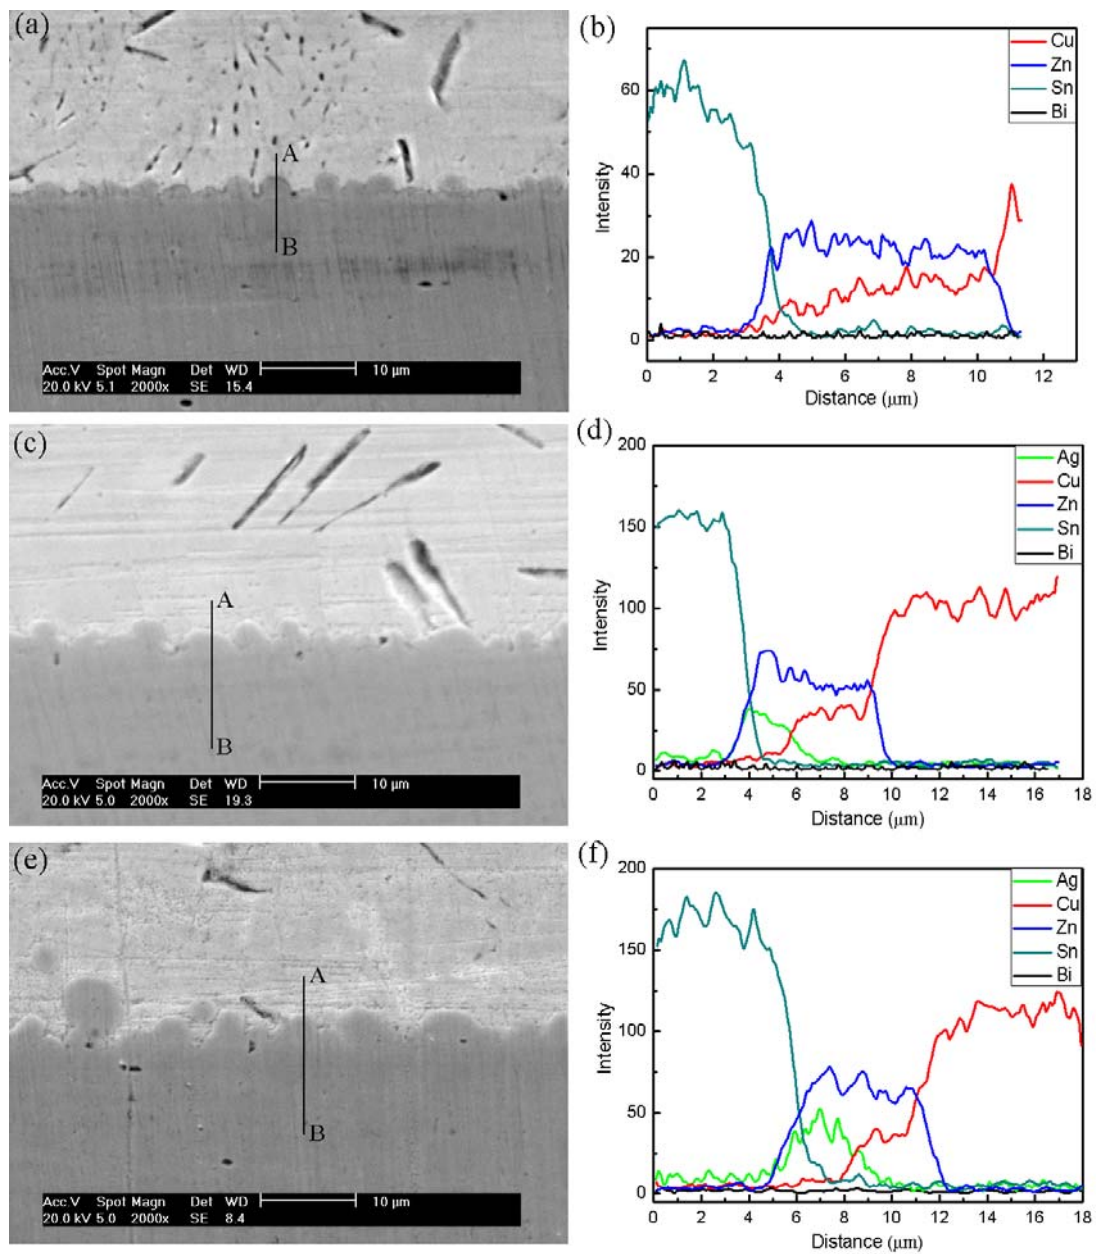 (a)
A
B
Acc.V Spot Magn Det WD 10 µm
20.0 kV 5.1 2000x SE 15.4
(b)
Cu
Zn
Sn
Bi
Intensity
60
40
20
0
0 2 4 6 8 10 12
Distance (µm)
(c)
A
B
Acc.V Spot Magn Det WD 10 µm
20.0 kV 5.0 2000x SE 19.3
(d)
Ag
Cu
Zn
Sn
Bi
Intensity
200
150
100
50
0
0 2 4 6 8 10 12 14 16 18
Distance (µm)
(e)
A
B
Acc.V Spot Magn Det WD 10 µm
20.0 kV 5.0 2000x SE 8.4
(f)
Ag
Cu
Zn
Sn
Bi
Intensity
200
150
100
50
0
0 2 4 6 8 10 12 14 16 18
Distance (µm)